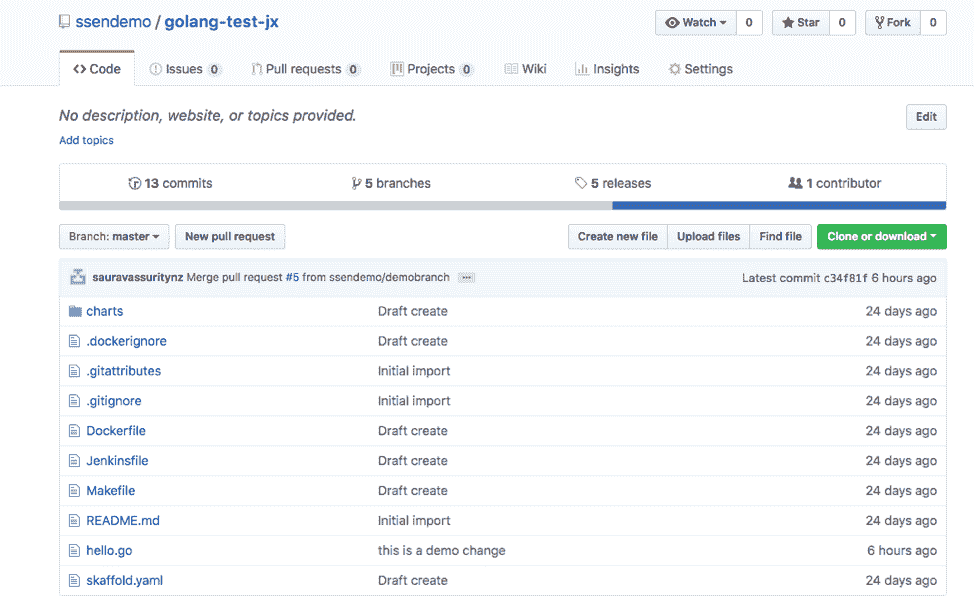 ssendemo / golang-test-jx
Watch 0 Star 0 Fork 0
Code Issues 0 Pull requests 0 Projects 0 Wiki Insights Settings
No description, website, or topics provided. Edit
Add topics
13 commits 5 branches 5 releases 1 contributor
Branch: master New pull request Create new file Upload files Find file Clone or download
sauravassuritynz Merge pull request #5 from ssendemo/demobranch ... Latest commit c34f81f 6 hours ago
charts Draft create 24 days ago
.dockerignore Draft create 24 days ago
.gitattributes Initial import 24 days ago
.gitignore Initial import 24 days ago
Dockerfile Draft create 24 days ago
Jenkinsfile Draft create 24 days ago
Makefile Draft create 24 days ago
README.md Initial import 24 days ago
hello.go this is a demo change 6 hours ago
skaffold.yaml Draft create 24 days ago